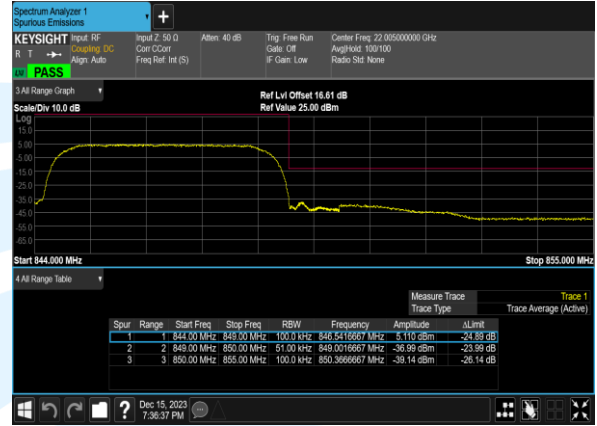 Spectrum Analyzer 1
Spurious Emissions
KEYSIGHT Input: RF Input Z: 50 Ω Atten: 40 dB Trig: Free Run Center Freq: 22.005000000 GHz
R T Coupling: DC Corr CCorr Gate: Off Avg|Hold: 100/100
Align: Auto Freq Ref: Int (S) IF Gain: Low Radio Std: None
LXI PASS
3 All Range Graph
Ref Lvl Offset 16.61 dB
Scale/Div 10.0 dB Ref Value 25.00 dBm
Log
15.0
5.00
-5.00
-15.0
-25.0
-35.0
-45.0
-55.0
-65.0
Start 844.000 MHz Stop 855.000 MHz
4 All Range Table
Measure Trace Trace 1
Trace Type Trace Average (Active)
Spur Range Start Freq Stop Freq RBW Frequency Amplitude ΔLimit
1 1 844.00 MHz 849.00 MHz 100.0 kHz 846.5416667 MHz 5.110 dBm -24.89 dB
2 2 849.00 MHz 850.00 MHz 51.00 kHz 849.0016667 MHz -36.99 dBm -23.99 dB
3 3 850.00 MHz 855.00 MHz 100.0 kHz 850.3666667 MHz -39.14 dBm -26.14 dB
? Dec 15, 2023
7:36:37 PM